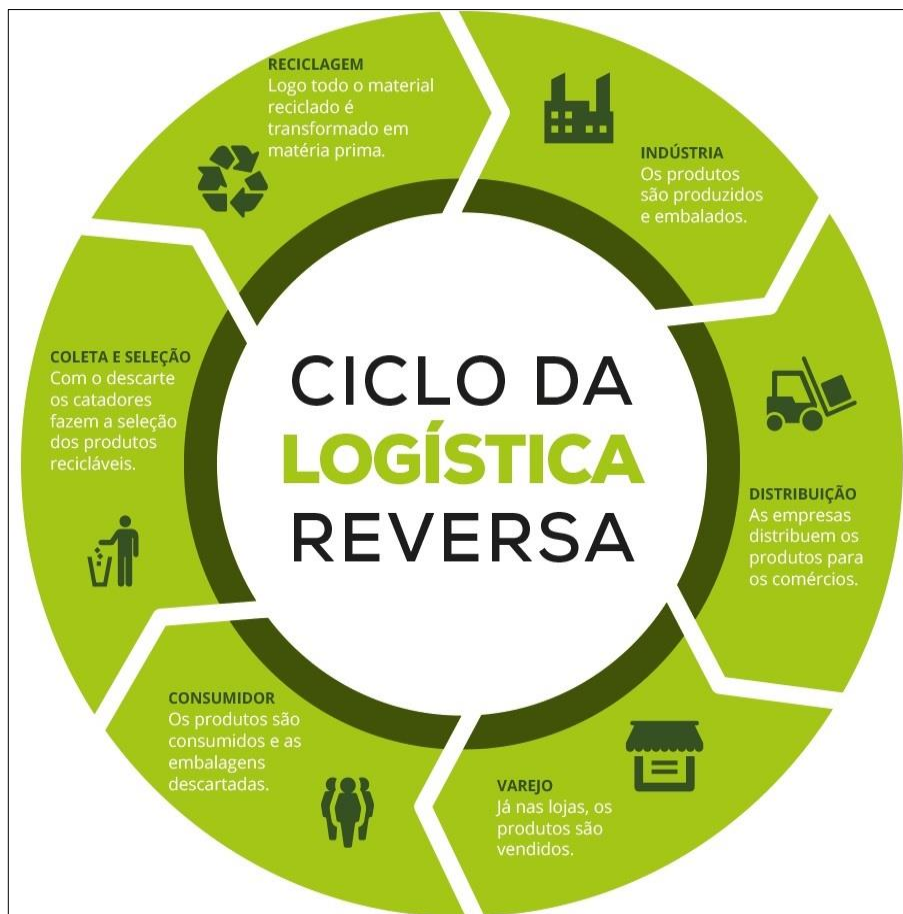 RECICLAGEM
Logo todo o material
reciclado é
transformado em
matéria prima.
INDÚSTRIA
Os produtos
são produzidos
e embalados.
COLETA E SELEÇÃO
Com o descarte
os catadores
fazem a seleção
dos produtos
recicláveis.
CICLO DA
LOGÍSTICA
REVERSA
DISTRIBUIÇÃO
As empresas
distribuem os
produtos para
os comércios.
CONSUMIDOR
Os produtos são
consumidos e as
embalagens
descartadas.
VAREJO
Já nas lojas, os
produtos são
vendidos.